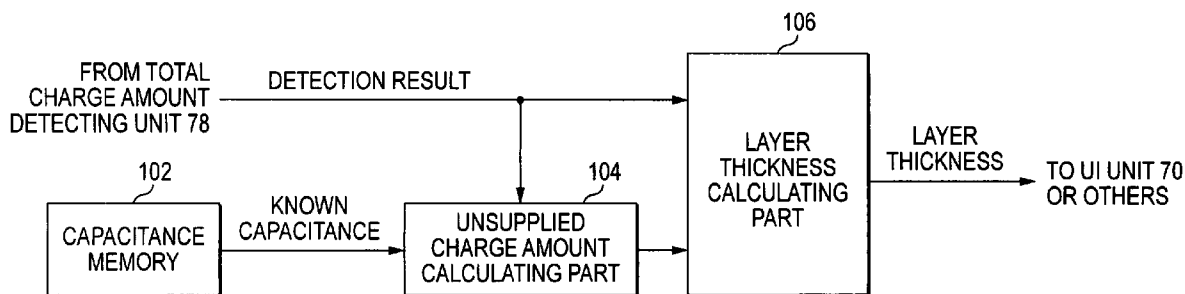 106
FROM TOTAL
CHARGE AMOUNT
DETECTING UNIT 78
DETECTION RESULT
LAYER
THICKNESS
CALCULATING
PART
LAYER
THICKNESS
TO UI UNIT 70
OR OTHERS
102
CAPACITANCE
MEMORY
KNOWN
CAPACITANCE
104
UNSUPPLIED
CHARGE AMOUNT
CALCULATING PART